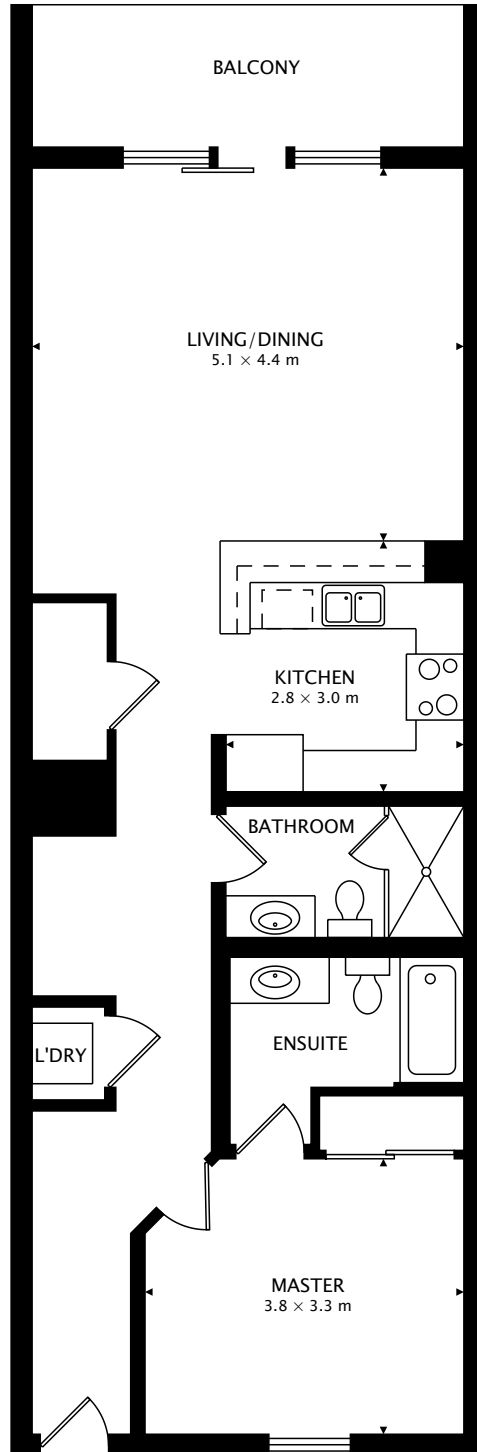 BALCONY
LIVING/DINING
5.1 × 4.4 m
KITCHEN
2.8 × 3.0 m
BATHROOM
ENSUITE
L'DRY
MASTER
3.8 × 3.3 m